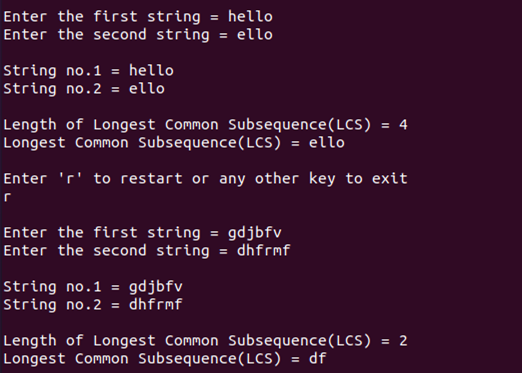 Enter the first string = hello
Enter the second string = ello
String no.1 = hello
String no.2 = ello
Length of Longest Common Subsequence(LCS) = 4
Longest Common Subsequence(LCS) = ello
Enter 'r' to restart or any other key to exit
r
Enter the first string = gdjbfv
Enter the second string = dhfrmf
String no.1 = gdjbfv
String no.2 = dhfrmf
Length of Longest Common Subsequence(LCS) = 2
Longest Common Subsequence(LCS) = df